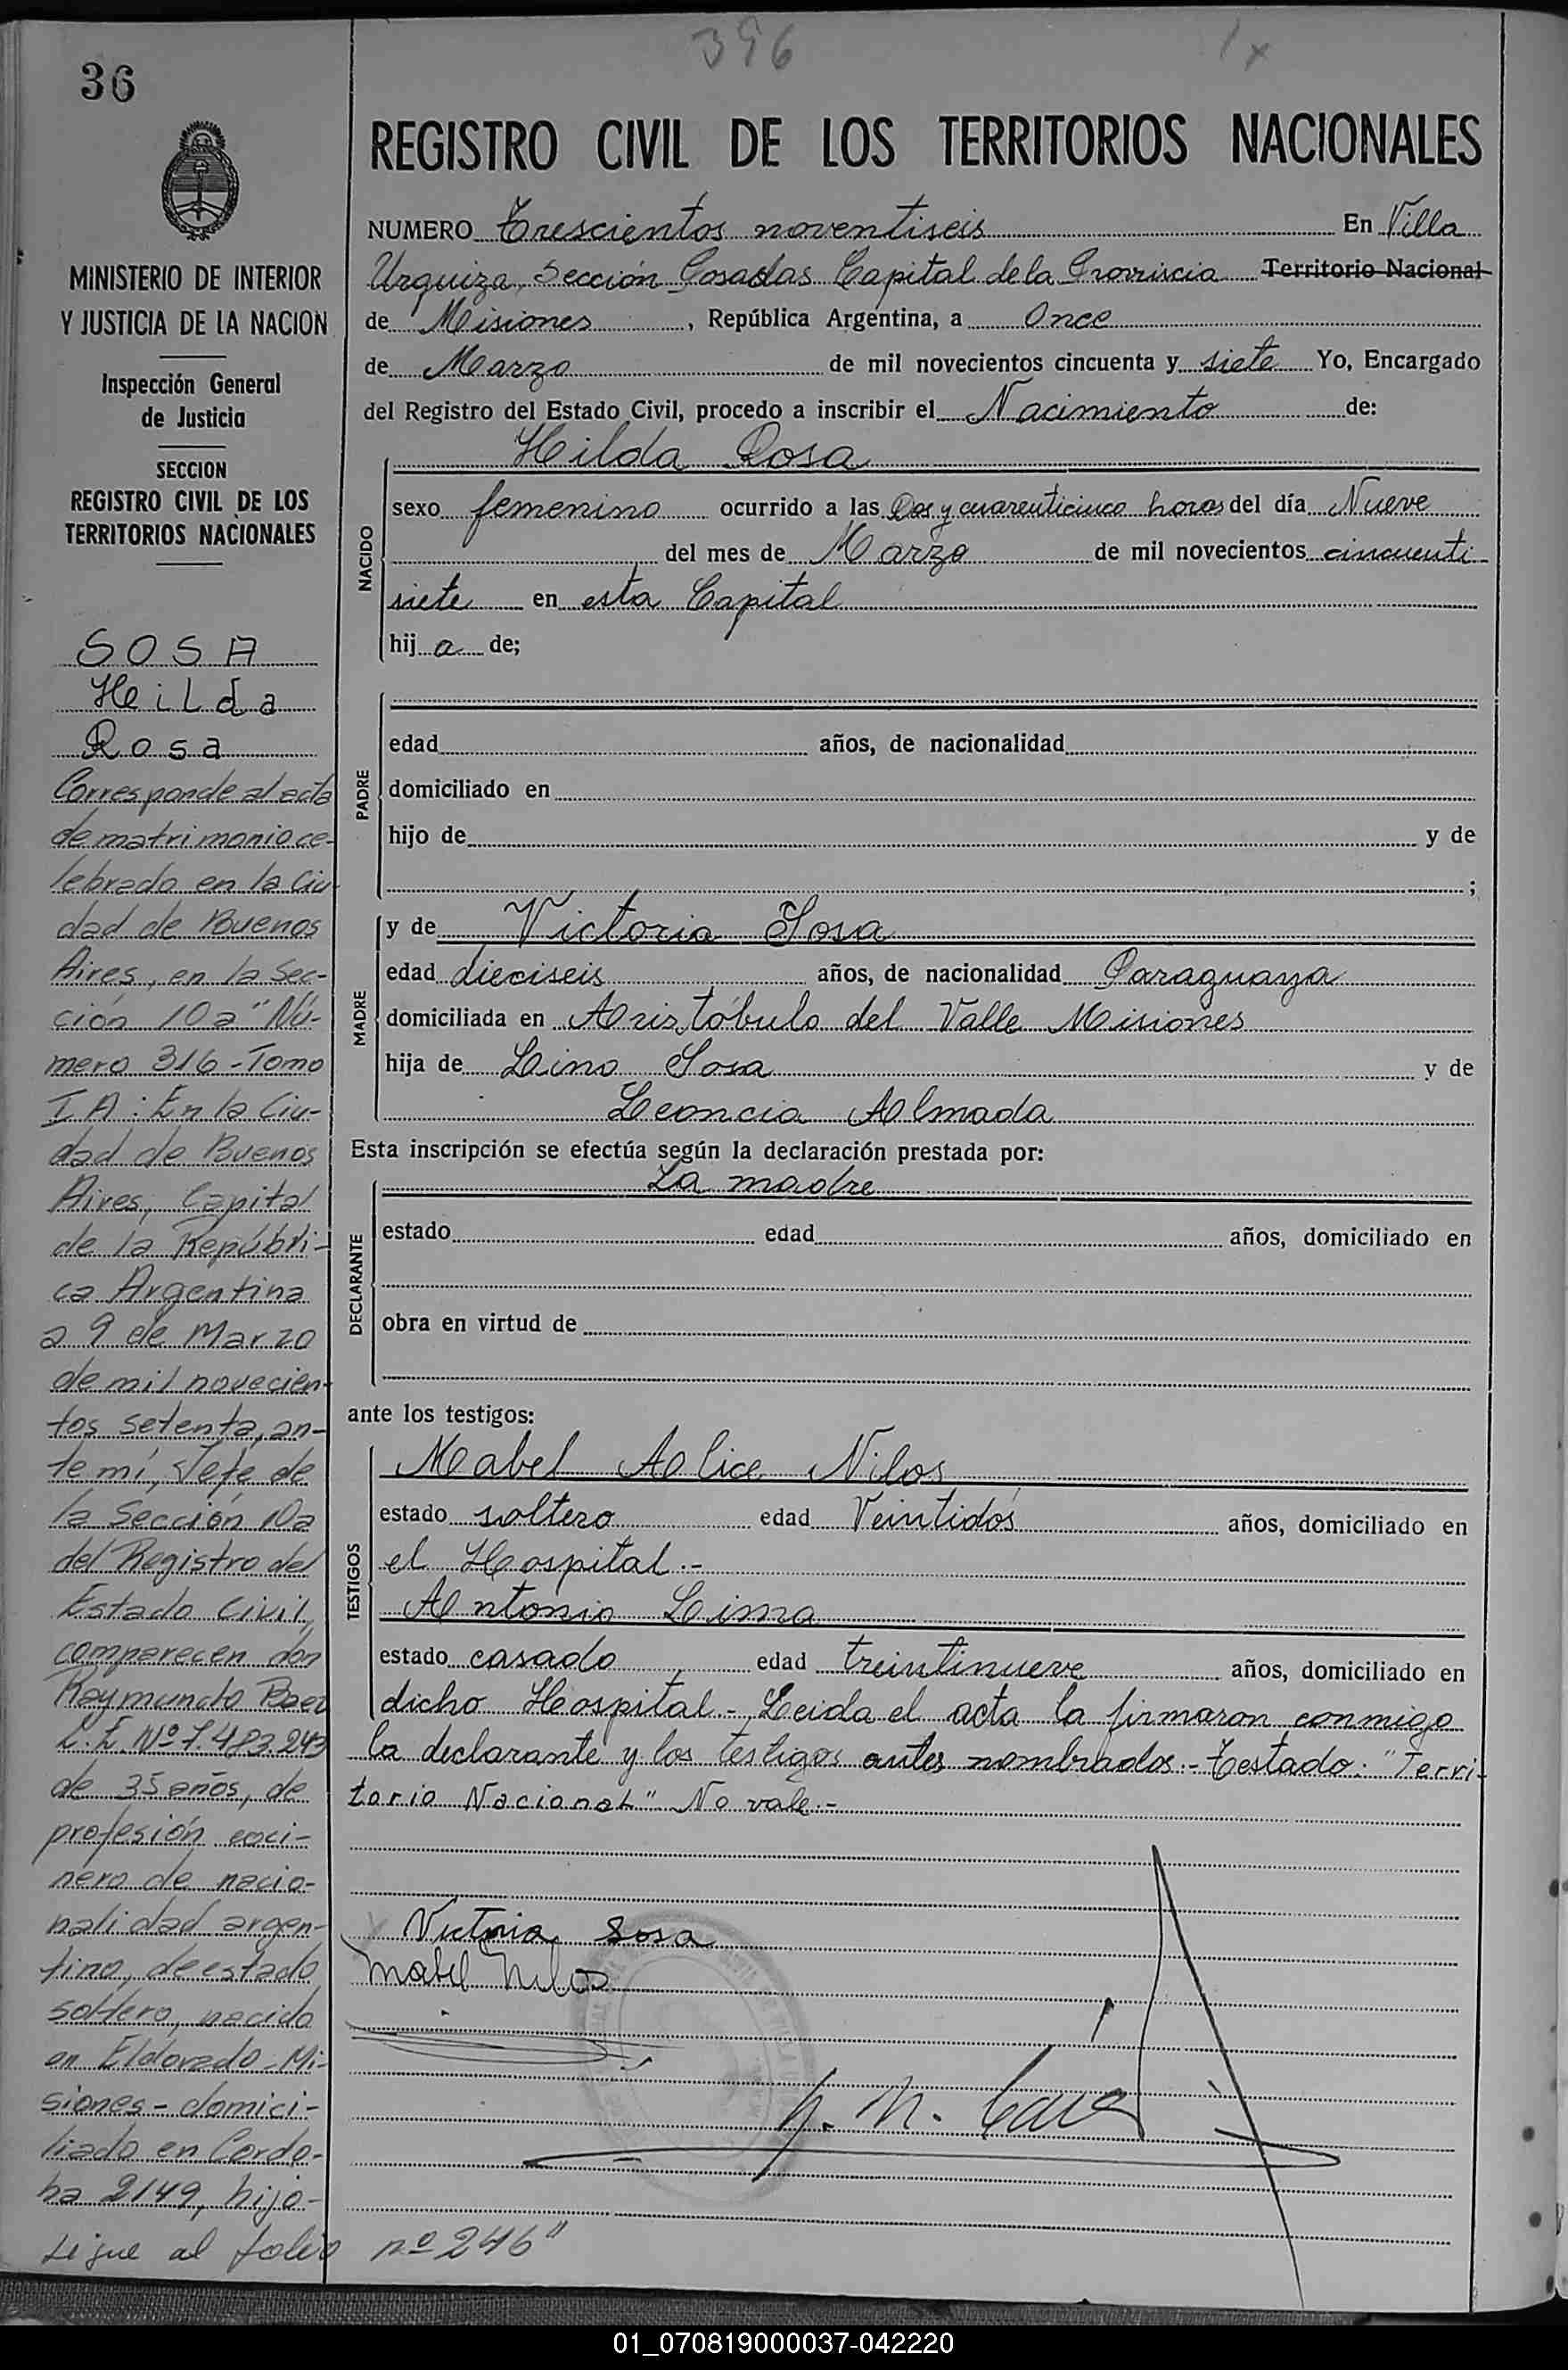 396
36
REGISTRO CIVIL DE LOS TERRITORIOS NACIONALES
MINISTERIO DE INTERIOR
Y JUSTICIA DE LA NACION
Inspección General
de Justicia
SECCION
REGISTRO CIVIL DE LOS
TERRITORIOS NACIONALES
SOSA
Hilda
Rosa
Corresponde al acta
de matrimonio ce-
lebrado en la Ciu-
dad de Buenos
Aires, en la Sec-
ción 10a "Nú-
mero 316 - Tomo
I A: En la Ciu-
dad de Buenos
Aires, Capital
de la Repúbli-
ca Argentina
a 9 de Marzo
de mil novecien-
tos setenta, an-
te mí, Jefe de
la Sección 10a
del Registro del
Estado Civil,
comparecen don
Raymundo Baez
L.E. Nº 7.483.243
de 35 años, de
profesión coci-
nero de nacio-
nalidad argen-
tino, de estado
soltero, nacido
en Eldorado - Mi-
siones - domici-
liado en Cordo-
ba 2149, hijo-
sigue al folio nº 246"
NUMERO Trescientos noventiseis En Villa
Urquiza, Sección Posadas Capital de la Provincia Territorio Nacional
de Misiones, República Argentina, a Once
de Marzo de mil novecientos cincuenta y siete Yo, Encargado
del Registro del Estado Civil, procedo a inscribir el Nacimiento de:
NACIDO
Hilda Rosa
sexo femenino ocurrido a las Dos y cuarenticinco horas del día Nueve
del mes de Marzo de mil novecientos cincuenti
siete en esta Capital
hij a de;
PADRE
edad años, de nacionalidad
domiciliado en
hijo de y de
;
MADRE
y de Victoria Sosa
edad dieciseis años, de nacionalidad Paraguaya
domiciliada en Aristóbulo del Valle Misiones
hija de Lino Sosa y de
Leoncia Almada
Esta inscripción se efectúa según la declaración prestada por:
DECLARANTE
La madre
estado edad años, domiciliado en
obra en virtud de
ante los testigos:
TESTIGOS
Mabel Alice Nilos
estado soltero edad Veintidós años, domiciliado en
el Hospital.-
Antonio Lima
estado casado edad treintinueve años, domiciliado en
dicho Hospital - Leida el acta la firmaron conmigo
la declarante y los testigos antes nombrados.- Testado: "Terri-
torio Nacional" No vale.-
Victoria Sosa
Mabel Nilos
01_070819000037-042220